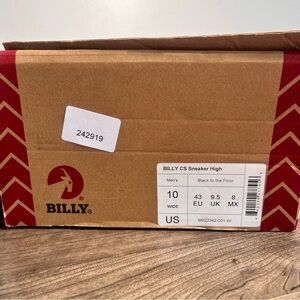 242919
BILLY®
BILLY CS Sneaker High
Men's Black to the Floor
10 43 9.5 8
WIDE EU UK MX
US